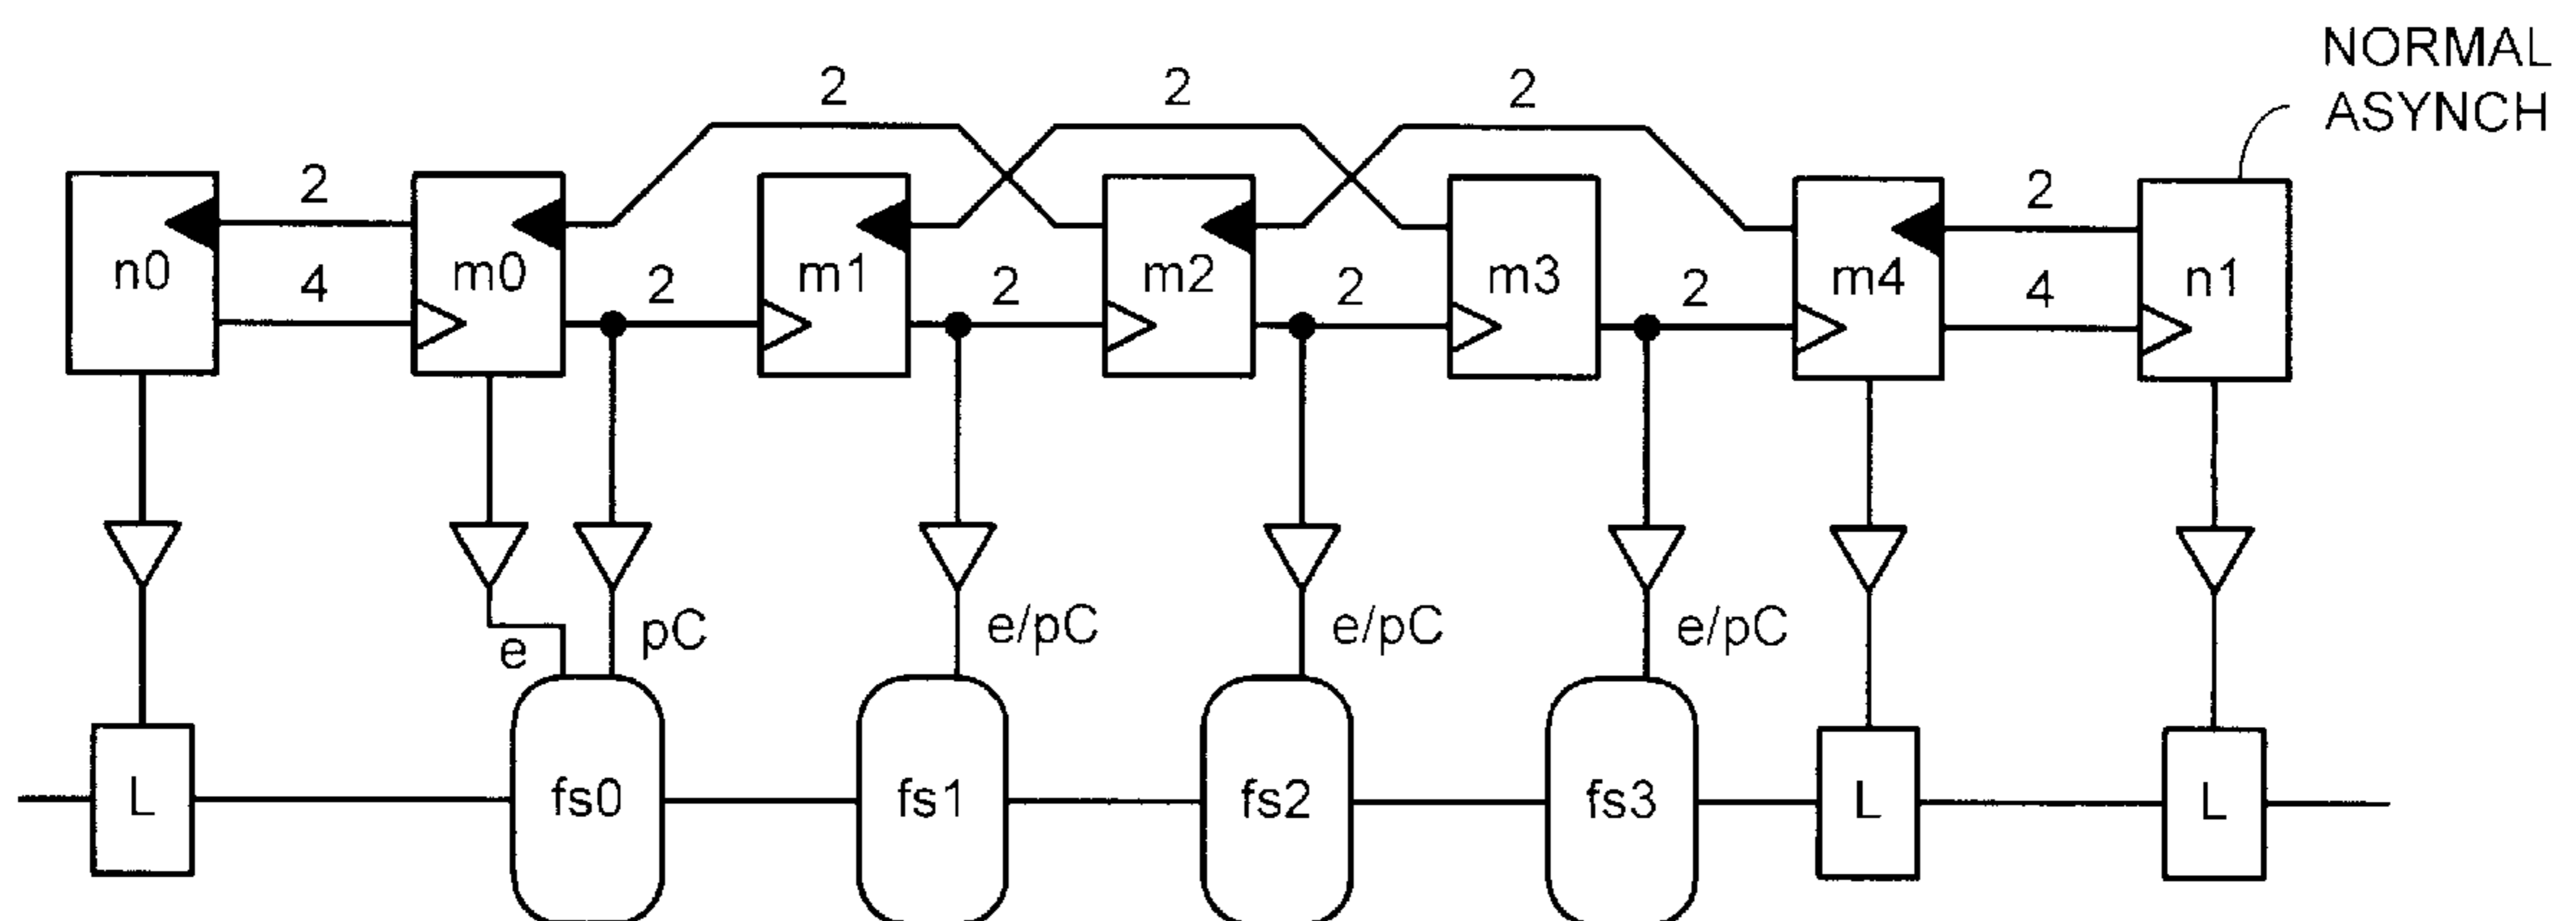 NORMAL
ASYNCH
2 2 2
2 2
n0 m0 m1 m2 m3 m4 n1
4 2 2 2 2 4
e pC e/pC e/pC e/pC
L fs0 fs1 fs2 fs3 L L